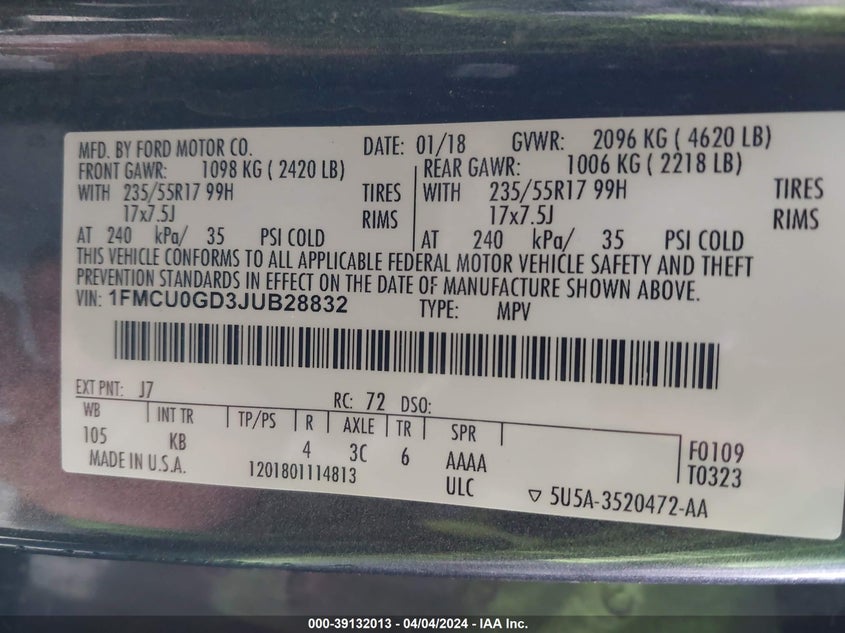 MFD. BY FORD MOTOR CO. DATE: 01/18 GVWR: 2096 KG ( 4620 LB)
FRONT GAWR: 1098 KG ( 2420 LB) REAR GAWR: 1006 KG ( 2218 LB)
WITH 235/55R17 99H TIRES WITH 235/55R17 99H TIRES
17x7.5J RIMS 17x7.5J RIMS
AT 240 kPa/ 35 PSI COLD AT 240 kPa/ 35 PSI COLD
THIS VEHICLE CONFORMS TO ALL APPLICABLE FEDERAL MOTOR VEHICLE SAFETY AND THEFT
PREVENTION STANDARDS IN EFFECT ON THE DATE OF MANUFACTURE SHOWN ABOVE.
VIN: 1FMCU0GD3JUB28832 TYPE: MPV
EXT PNT: J7 RC: 72 DSO:
WB INT TR TP/PS R AXLE TR SPR
105 KB 4 3C 6 AAAA F0109
MADE IN U.S.A. 1201801114813 ULC T0323
▽ 5U5A-3520472-AA
000-39132013 - 04/04/2024 - IAA Inc.